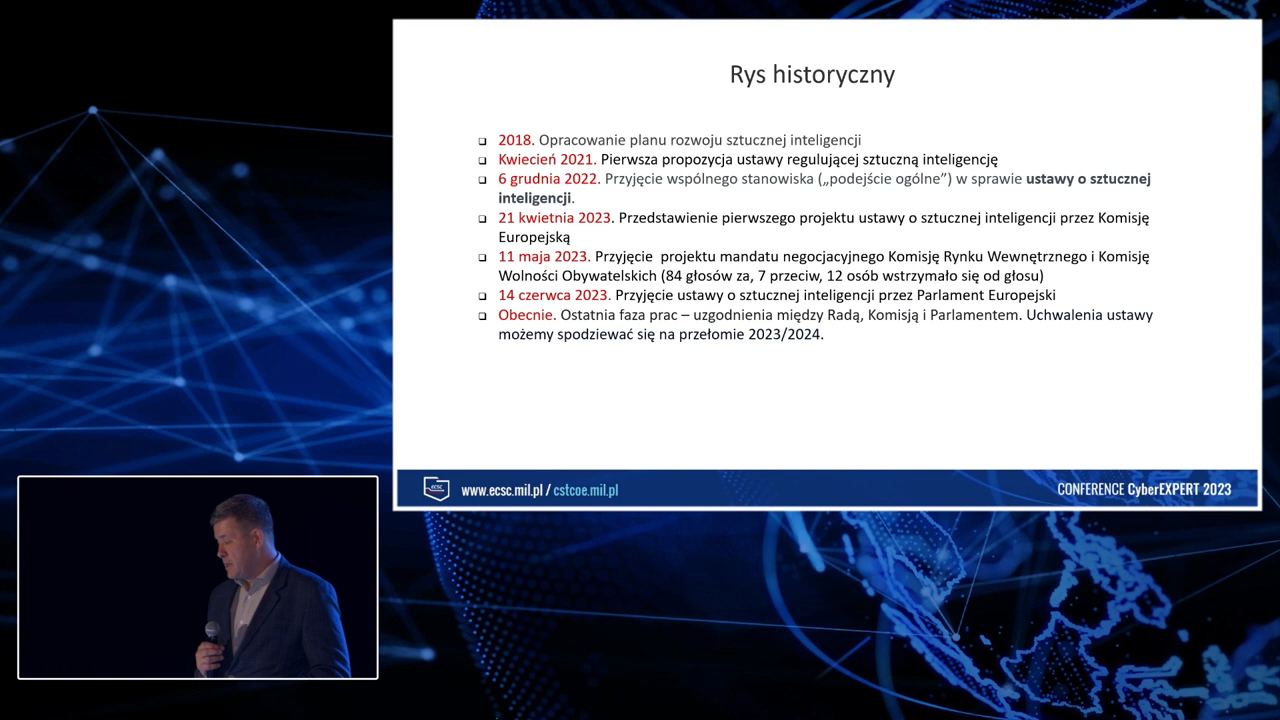 Rys historyczny
❑ 2018. Opracowanie planu rozwoju sztucznej inteligencji
❑ Kwiecień 2021. Pierwsza propozycja ustawy regulującej sztuczną inteligencję
❑ 6 grudnia 2022. Przyjęcie wspólnego stanowiska („podejście ogólne”) w sprawie ustawy o sztucznej
inteligencji.
❑ 21 kwietnia 2023. Przedstawienie pierwszego projektu ustawy o sztucznej inteligencji przez Komisję
Europejską
❑ 11 maja 2023. Przyjęcie  projektu mandatu negocjacyjnego Komisję Rynku Wewnętrznego i Komisję
Wolności Obywatelskich (84 głosów za, 7 przeciw, 12 osób wstrzymało się od głosu)
❑ 14 czerwca 2023. Przyjęcie ustawy o sztucznej inteligencji przez Parlament Europejski
❑ Obecnie. Ostatnia faza prac – uzgodnienia między Radą, Komisją i Parlamentem. Uchwalenia ustawy
możemy spodziewać się na przełomie 2023/2024.
ecsc
www.ecsc.mil.pl / cstcoe.mil.pl
CONFERENCE CyberEXPERT 2023